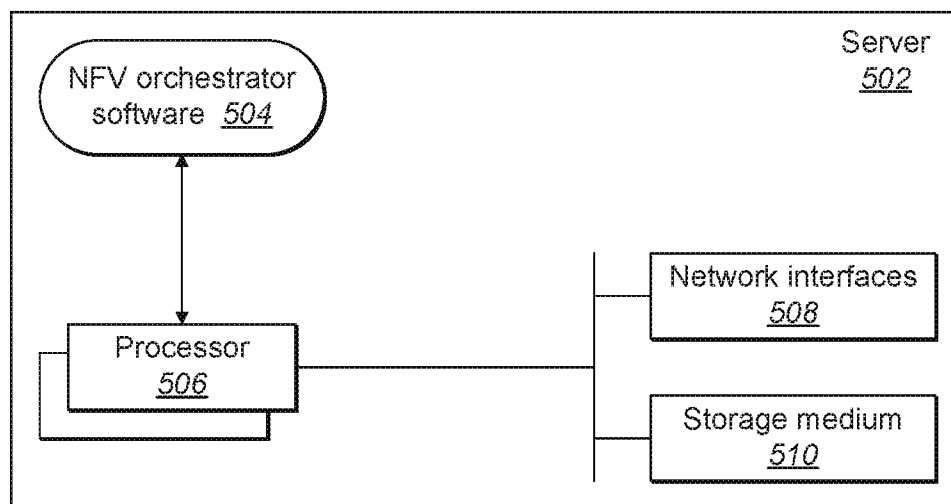 Server
502
NFV orchestrator
software 504
Network interfaces
508
Processor
506
Storage medium
510